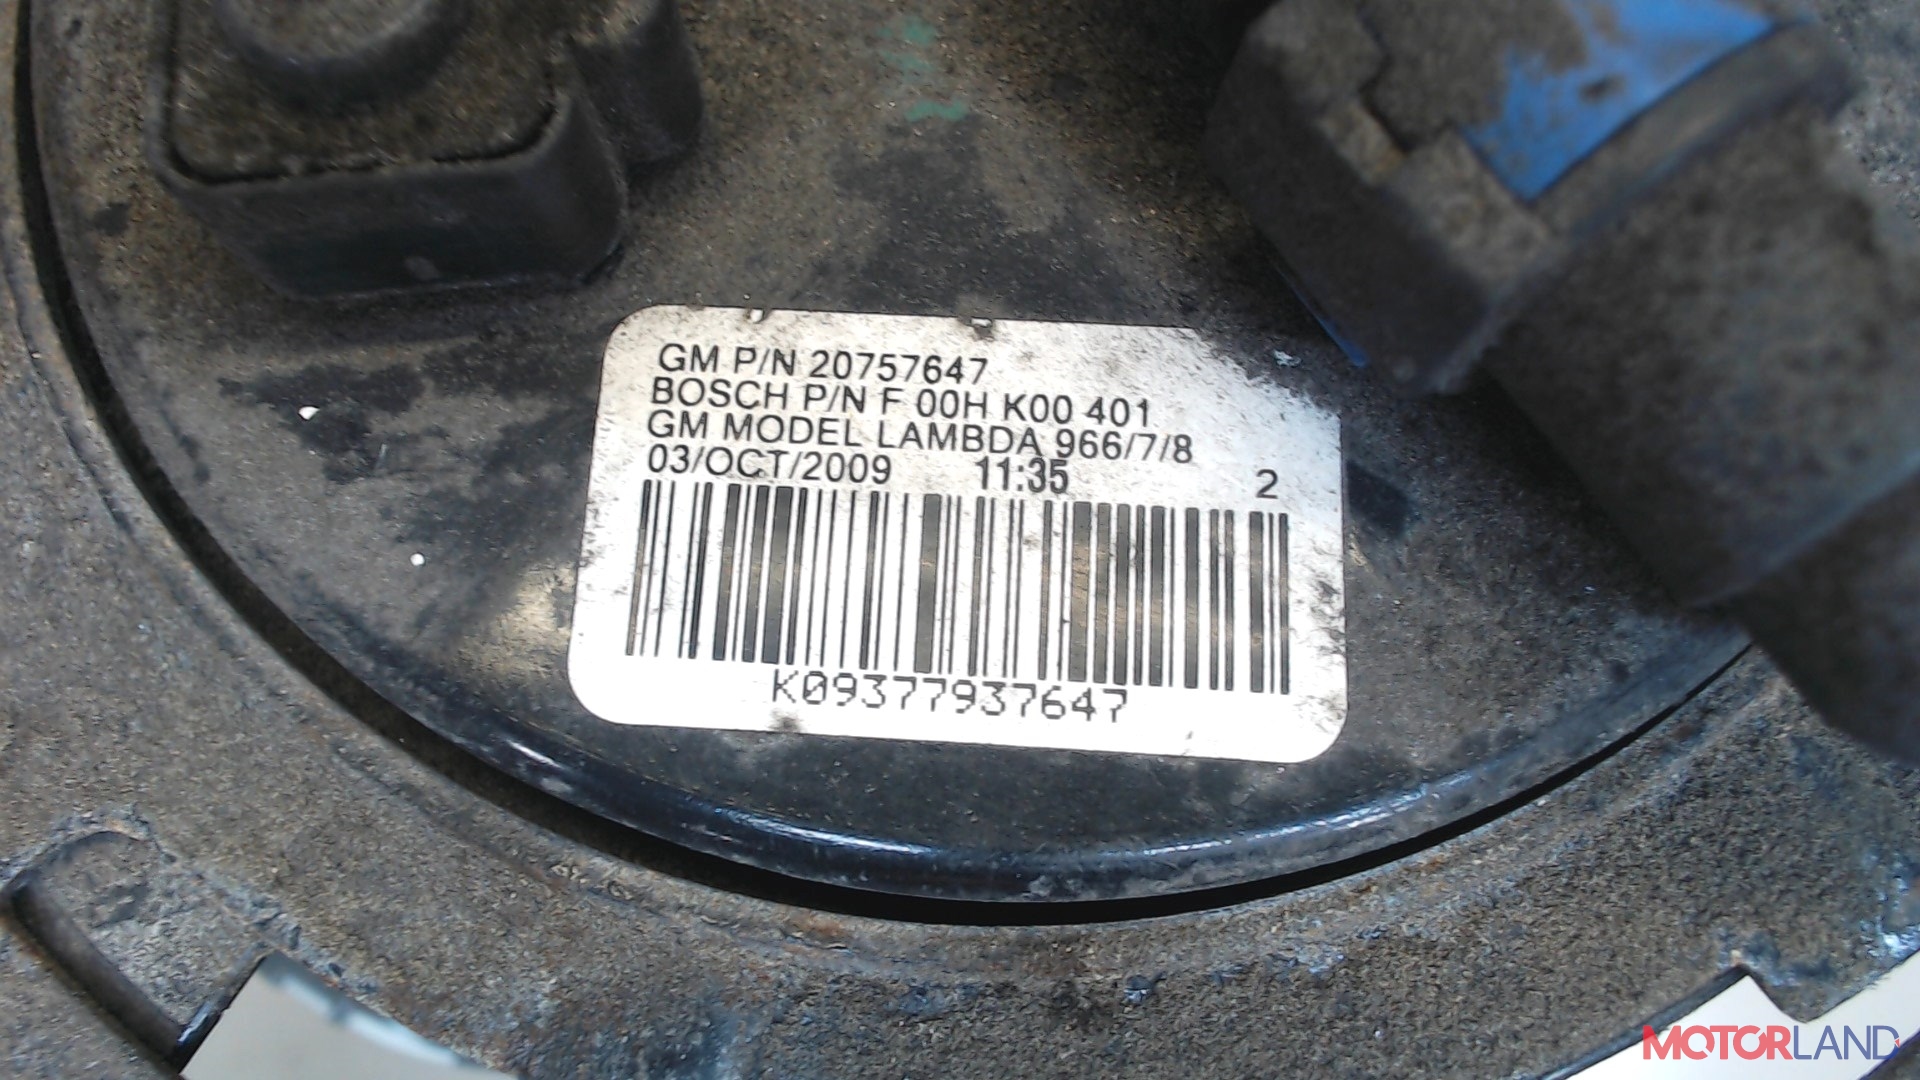 GM P/N 20757647
BOSCH P/N F 00H K00 401
GM MODEL LAMBDA 966/7/8
03/OCT/2009 11:35 2
K09377937647
MOTORLAND